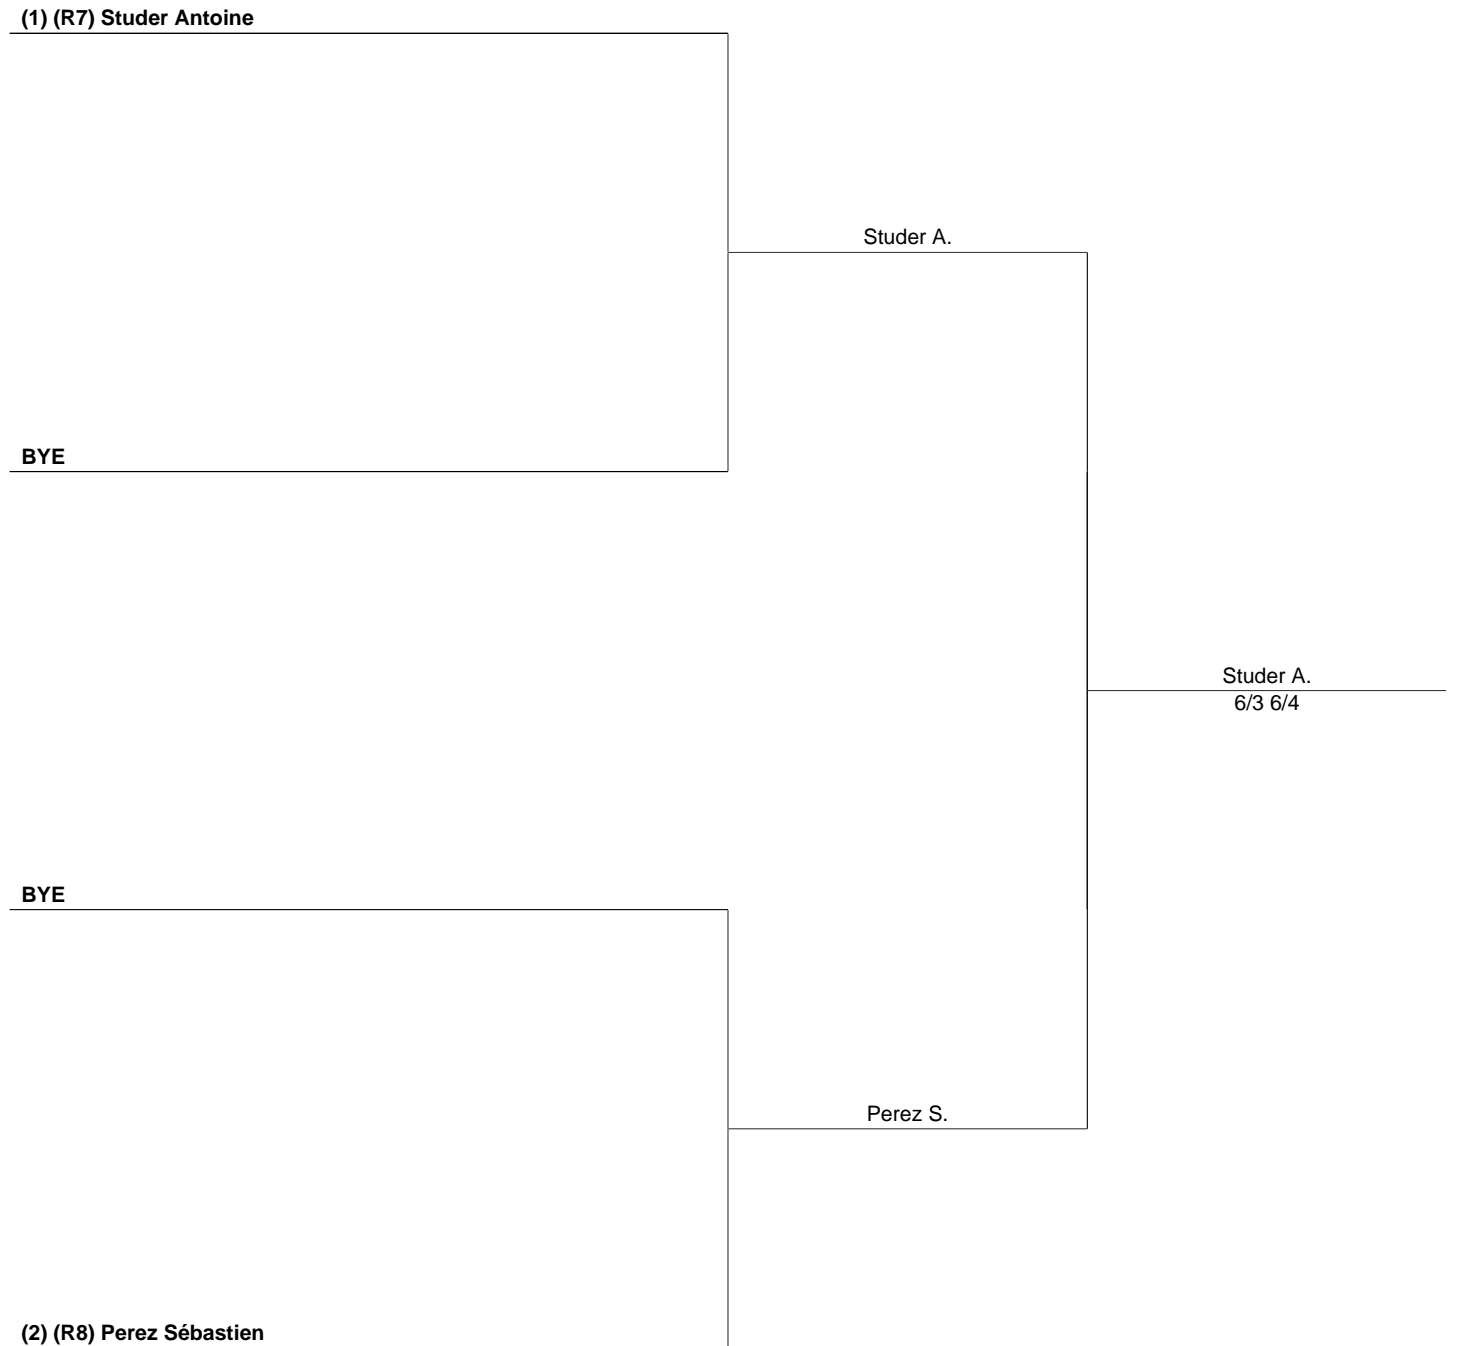 (1) (R7) Studer Antoine
Studer A.
BYE
Studer A.
6/3 6/4
BYE
Perez S.
(2) (R8) Perez Sébastien